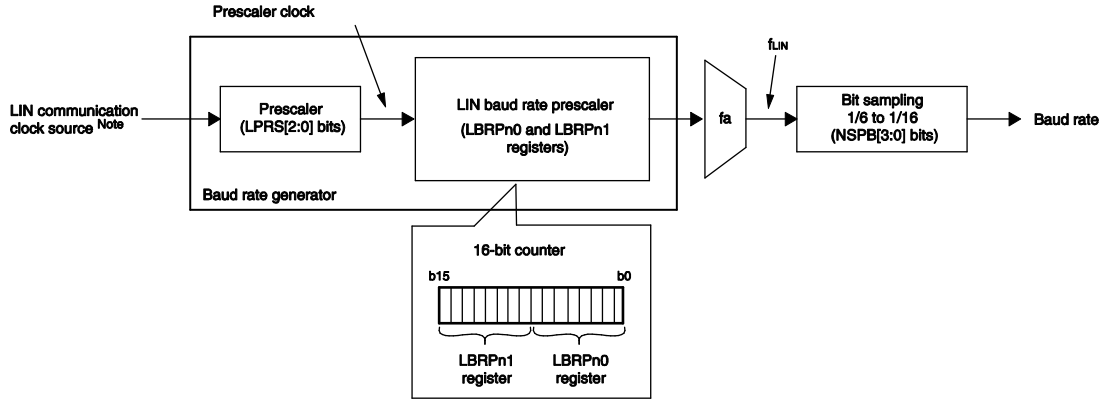 Prescaler clock
fLIN
LIN communication
clock source Note
Prescaler
(LPRS[2:0] bits)
LIN baud rate prescaler
(LBRPn0 and LBRPn1
registers)
fa
Bit sampling
1/6 to 1/16
(NSPB[3:0] bits)
Baud rate
Baud rate generator
16-bit counter
b15
b0
LBRPn1
register
LBRPn0
register